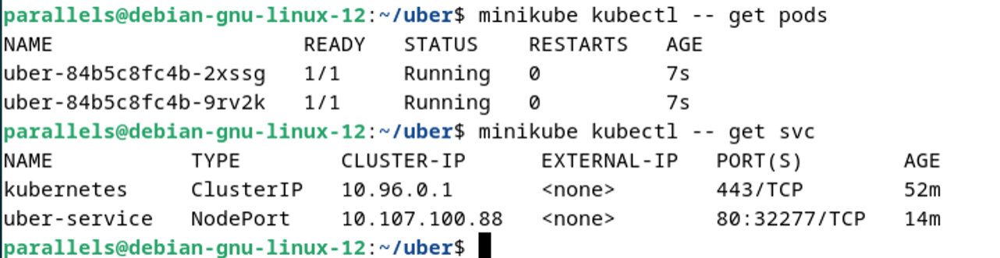 parallels@debian-gnu-linux-12:~/uber$ minikube kubectl -- get pods
NAME                    READY   STATUS    RESTARTS   AGE
uber-84b5c8fc4b-2xssg   1/1     Running   0          7s
uber-84b5c8fc4b-9rv2k   1/1     Running   0          7s
parallels@debian-gnu-linux-12:~/uber$ minikube kubectl -- get svc
NAME           TYPE        CLUSTER-IP      EXTERNAL-IP   PORT(S)        AGE
kubernetes     ClusterIP   10.96.0.1       <none>        443/TCP        52m
uber-service   NodePort    10.107.100.88   <none>        80:32277/TCP   14m
parallels@debian-gnu-linux-12:~/uber$